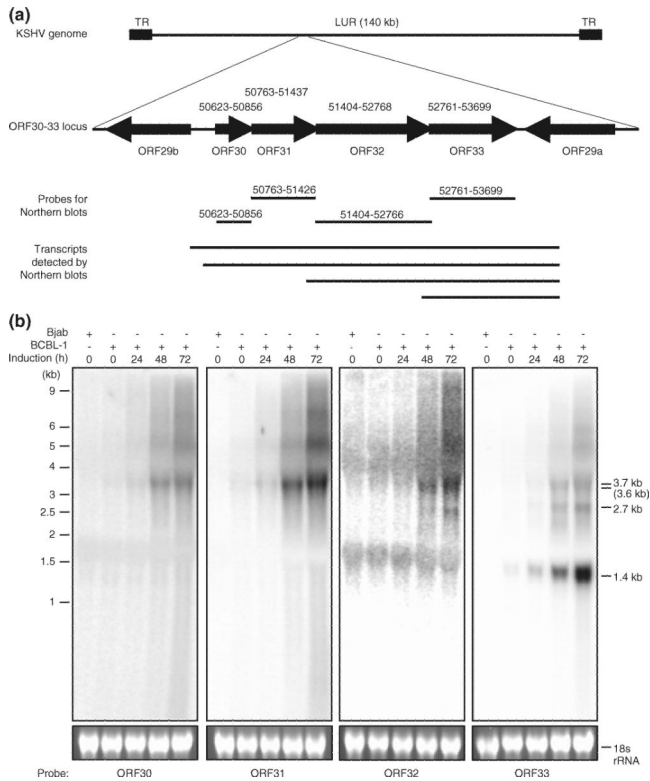 (a)
TR LUR (140 kb) TR
KSHV genome
50763-51437
50623-50856 51404-52768 52761-53699
ORF30-33 locus
ORF29b ORF30 ORF31 ORF32 ORF33 ORF29a
50763-51426 52761-53699
Probes for
Northern blots
50623-50856 51404-52766
Transcripts
detected by
Northern blots
(b)
Bjab + - - - - + - - - - + - - - - + - - - -
BCBL-1 - + + + + - + + + + - + + + + - + + + +
Induction (h) 0 0 24 48 72 0 0 24 48 72 0 0 24 48 72 0 0 24 48 72
(kb)
9
6
5
4
3
2.5
2
1.5
1
3.7 kb
(3.6 kb)
2.7 kb
1.4 kb
18s
rRNA
Probe: ORF30 ORF31 ORF32 ORF33